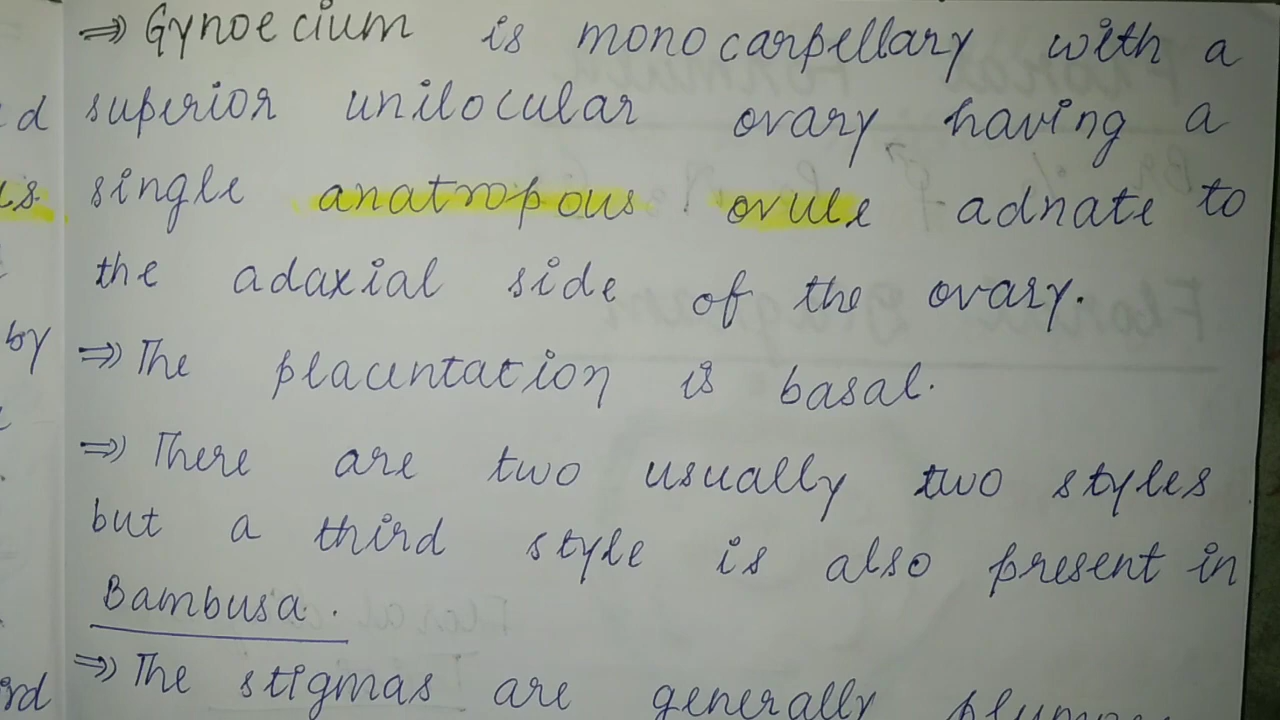 ⇒ Gynoecium is monocarpellary with a
superior unilocular ovary having a
single anatropous ovule adnate to
the adaxial side of the ovary.
⇒ The placentation is basal.
⇒ There are two usually two styles
but a third style is also present in
Bambusa.
⇒ The stigmas are generally